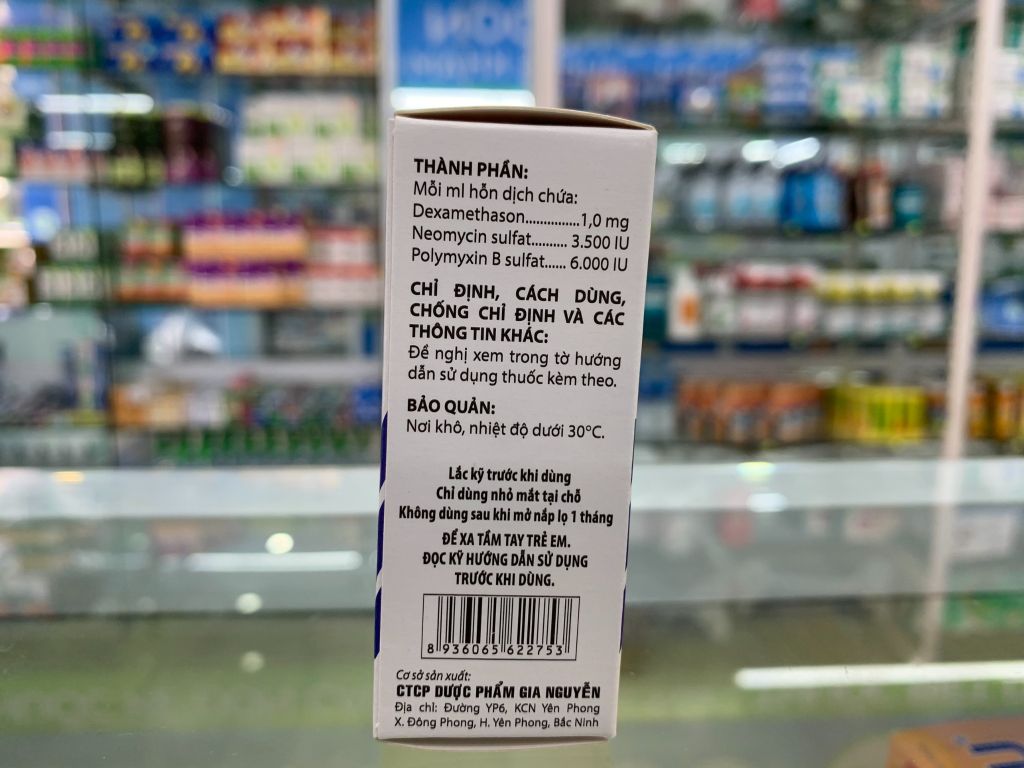 THÀNH PHẦN:
Mỗi ml hỗn dịch chứa:
Dexamethason..............1,0 mg
Neomycin sulfat.......... 3.500 IU
Polymyxin B sulfat...... 6.000 IU
CHỈ ĐỊNH, CÁCH DÙNG,
CHỐNG CHỈ ĐỊNH VÀ CÁC
THÔNG TIN KHÁC:
Đề nghị xem trong tờ hướng
dẫn sử dụng thuốc kèm theo.
BẢO QUẢN:
Nơi khô, nhiệt độ dưới 30°C.
Lắc kỹ trước khi dùng
Chỉ dùng nhỏ mắt tại chỗ
Không dùng sau khi mở nắp lọ 1 tháng
ĐỂ XA TẦM TAY TRẺ EM.
ĐỌC KỸ HƯỚNG DẪN SỬ DỤNG
TRƯỚC KHI DÙNG.
8 936065 622753
Cơ sở sản xuất:
CTCP DƯỢC PHẨM GIA NGUYỄN
Địa chỉ: Đường YP6, KCN Yên Phong
X. Đông Phong, H. Yên Phong, Bắc Ninh